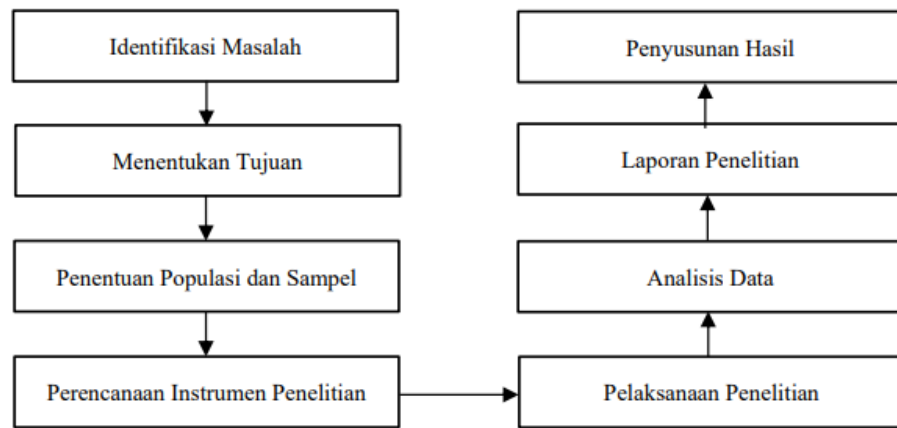 Identifikasi Masalah
Menentukan Tujuan
Penentuan Populasi dan Sampel
Perencanaan Instrumen Penelitian
Pelaksanaan Penelitian
Analisis Data
Laporan Penelitian
Penyusunan Hasil